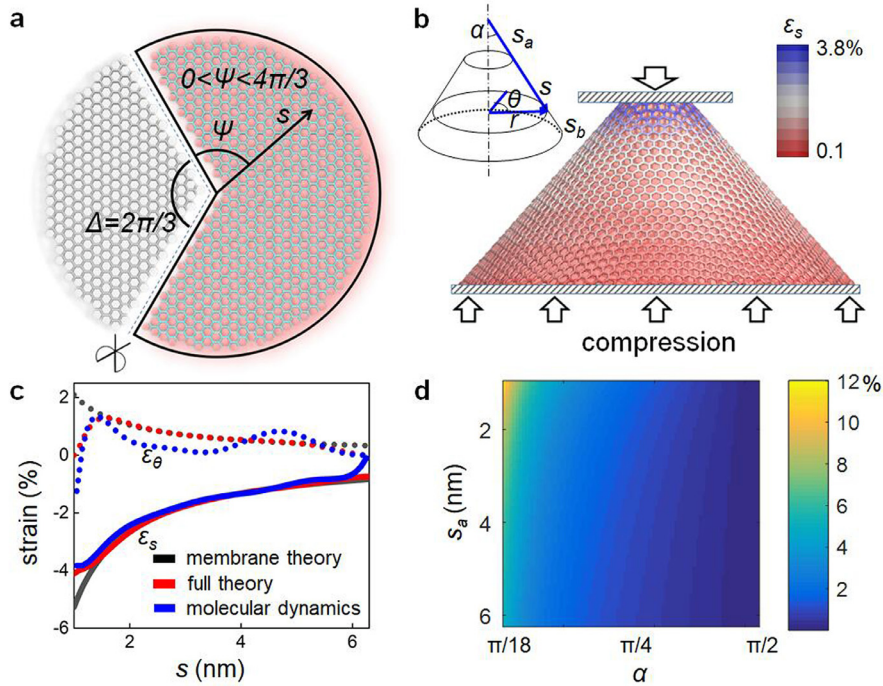 a
0<Ψ<4π/3
s
Ψ
Δ=2π/3
b
α
s_a
s
θ
r
s_b
ε_s
3.8%
0.1
compression
c
2
0
-2
-4
-6
strain (%)
ε_θ
ε_s
membrane theory
full theory
molecular dynamics
2
4
6
s (nm)
d
2
4
6
s_a (nm)
π/18
π/4
π/2
α
12%
10
8
6
4
2